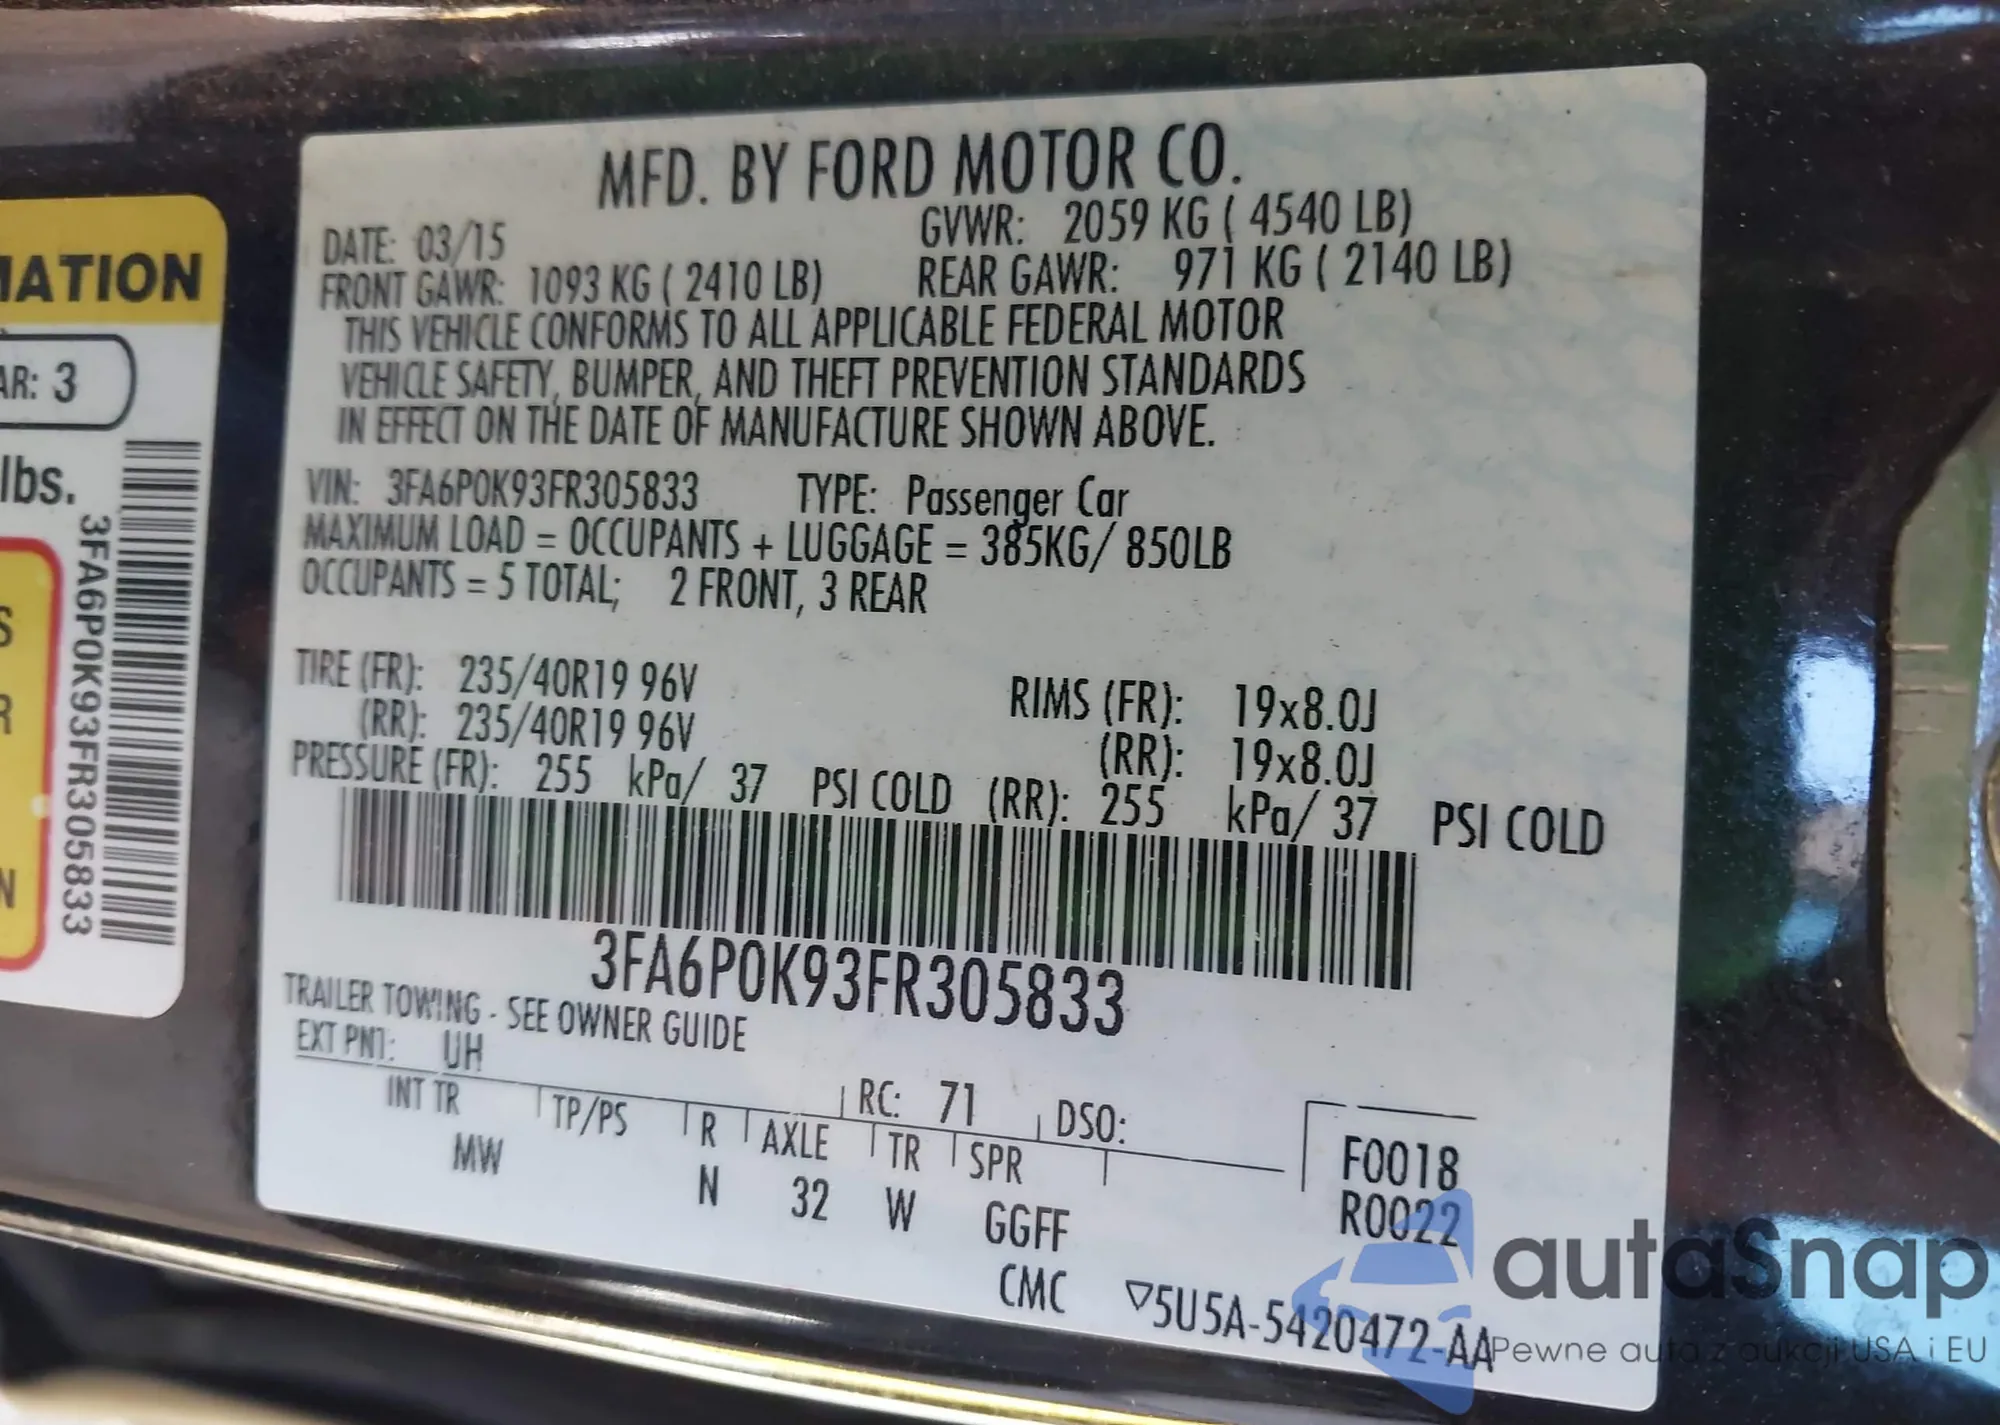 MFD. BY FORD MOTOR CO.
DATE: 03/15 GVWR: 2059 KG ( 4540 LB)
FRONT GAWR: 1093 KG ( 2410 LB) REAR GAWR: 971 KG ( 2140 LB)
THIS VEHICLE CONFORMS TO ALL APPLICABLE FEDERAL MOTOR
VEHICLE SAFETY, BUMPER, AND THEFT PREVENTION STANDARDS
IN EFFECT ON THE DATE OF MANUFACTURE SHOWN ABOVE.
VIN: 3FA6P0K93FR305833 TYPE: Passenger Car
MAXIMUM LOAD = OCCUPANTS + LUGGAGE = 385KG/ 850LB
OCCUPANTS = 5 TOTAL; 2 FRONT, 3 REAR
TIRE (FR): 235/40R19 96V RIMS (FR): 19x8.0J
(RR): 235/40R19 96V (RR): 19x8.0J
PRESSURE (FR): 255 kPa/ 37 PSI COLD (RR): 255 kPa/ 37 PSI COLD
3FA6P0K93FR305833
TRAILER TOWING - SEE OWNER GUIDE
EXT PNT: UH RC: 71 DSO:
INT TR TP/PS R AXLE TR SPR
MW N 32 W GGFF
F0018
R0022
CMC ▽5U5A-5420472-AA
MATION
AR: 3
lbs.
3FA6P0K93FR305833
S
R
N
autaSnap
Pewne auta z aukcji USA i EU